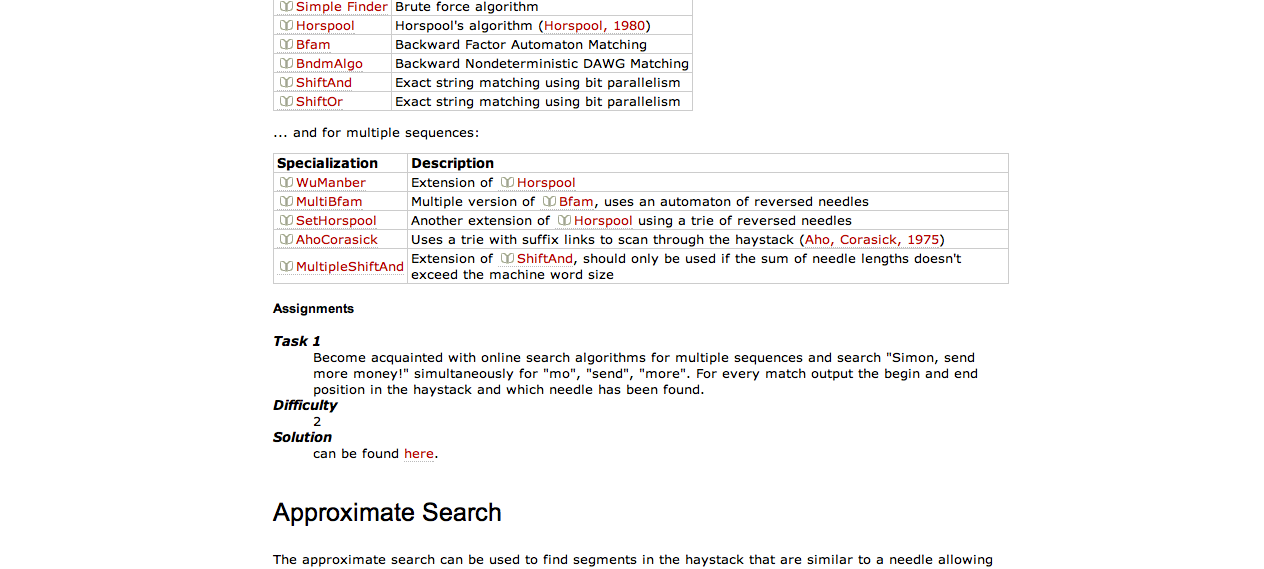 Simple Finder Brute force algorithm
Horspool Horspool's algorithm (Horspool, 1980)
Bfam Backward Factor Automaton Matching
BndmAlgo Backward Nondeterministic DAWG Matching
ShiftAnd Exact string matching using bit parallelism
ShiftOr Exact string matching using bit parallelism
... and for multiple sequences:
Specialization Description
WuManber Extension of Horspool
MultiBfam Multiple version of Bfam, uses an automaton of reversed needles
SetHorspool Another extension of Horspool using a trie of reversed needles
AhoCorasick Uses a trie with suffix links to scan through the haystack (Aho, Corasick, 1975)
MultipleShiftAnd Extension of ShiftAnd, should only be used if the sum of needle lengths doesn't
exceed the machine word size
Assignments
Task 1
Become acquainted with online search algorithms for multiple sequences and search "Simon, send
more money!" simultaneously for "mo", "send", "more". For every match output the begin and end
position in the haystack and which needle has been found.
Difficulty
2
Solution
can be found here.
Approximate Search
The approximate search can be used to find segments in the haystack that are similar to a needle allowing